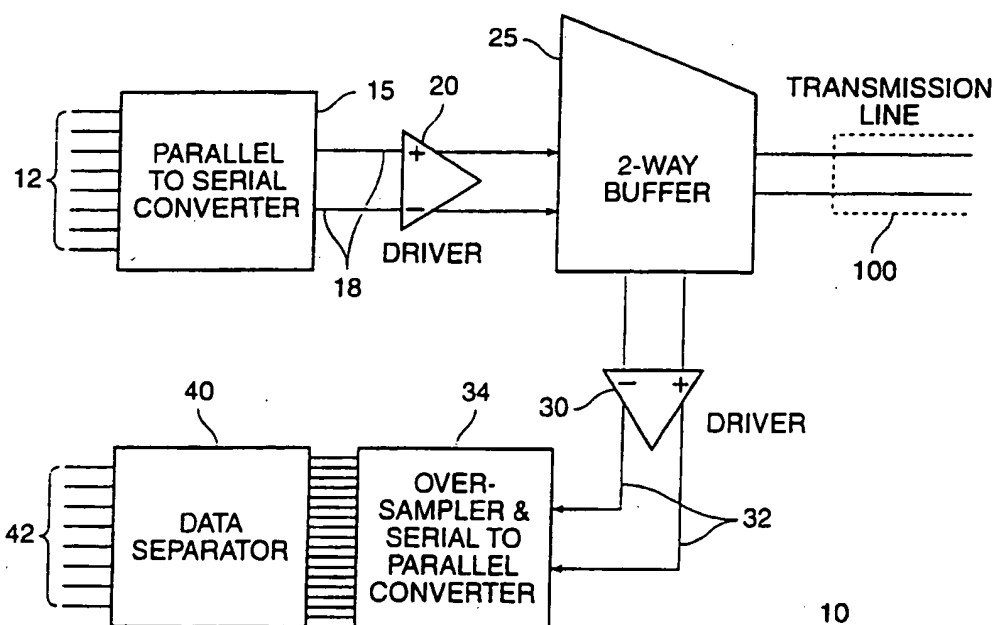 25
TRANSMISSION
LINE
15
20
12
PARALLEL
TO SERIAL
CONVERTER
+
−
2-WAY
BUFFER
DRIVER
18
100
− +
30
DRIVER
40
34
42
DATA
SEPARATOR
OVER-
SAMPLER &
SERIAL TO
PARALLEL
CONVERTER
32
10